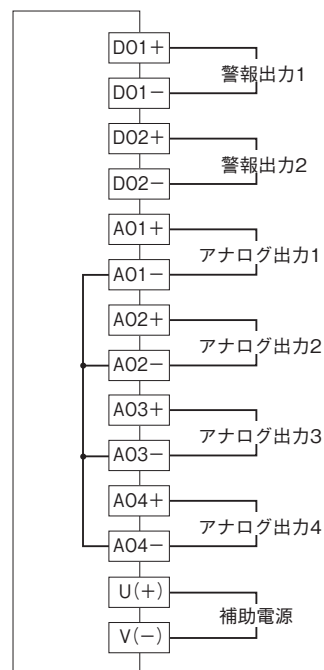 DO1+
警報出力1
DO1−
DO2+
警報出力2
DO2−
AO1+
アナログ出力1
AO1−
AO2+
アナログ出力2
AO2−
AO3+
アナログ出力3
AO3−
AO4+
アナログ出力4
AO4−
U(+)
補助電源
V(−)